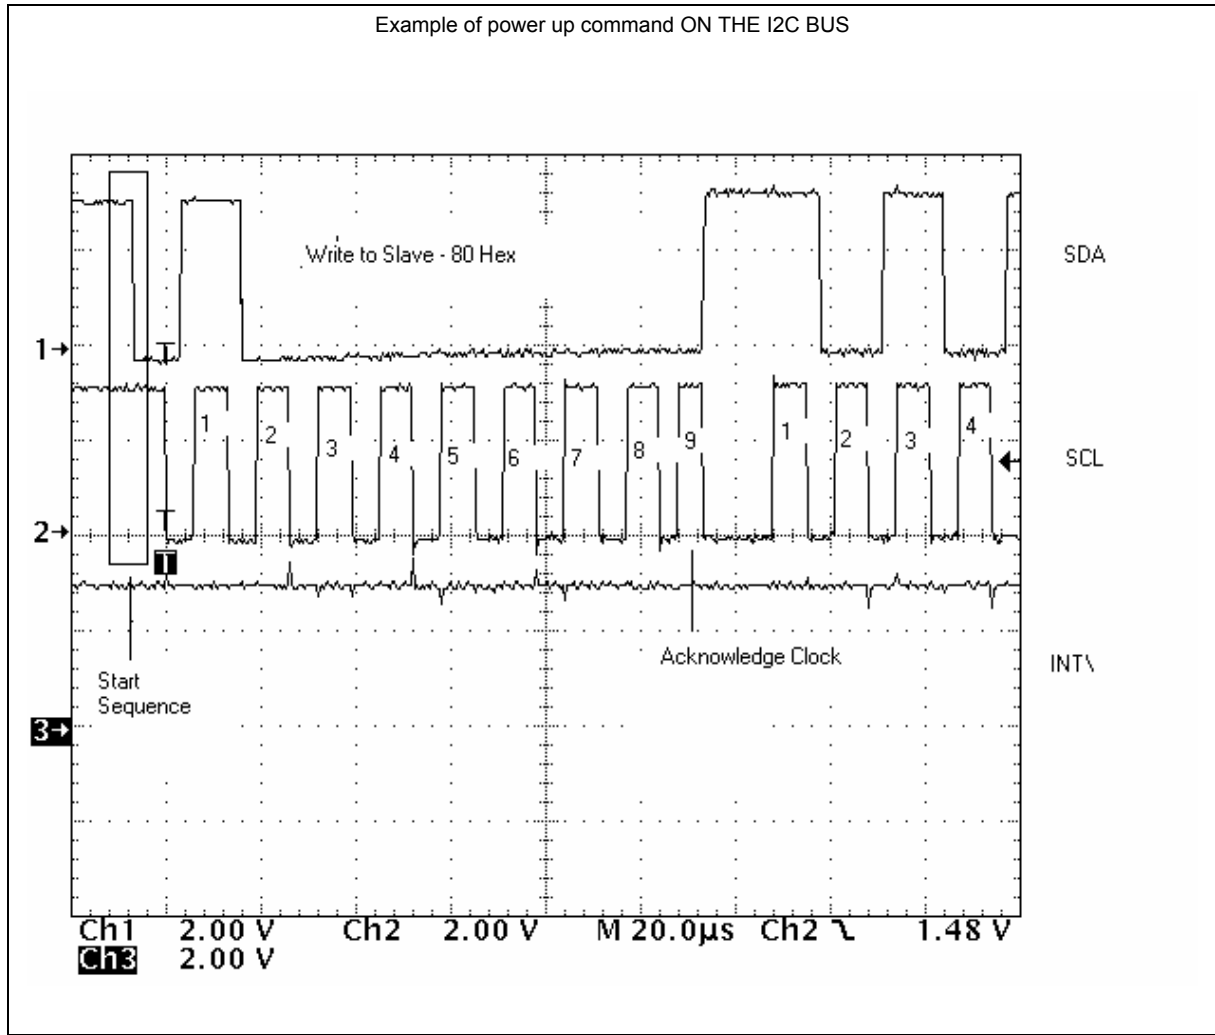 Example of power up command ON THE I2C BUS
Write to Slave - 80 Hex
SDA
1→
T
1 2 3 4 5 6 7 8 9 1 2 3 4
SCL
2→
T
T
Start
Sequence
Acknowledge Clock
INT\
3→
Ch1 2.00 V Ch2 2.00 V M 20.0µs Ch2 1.48 V
Ch3 2.00 V